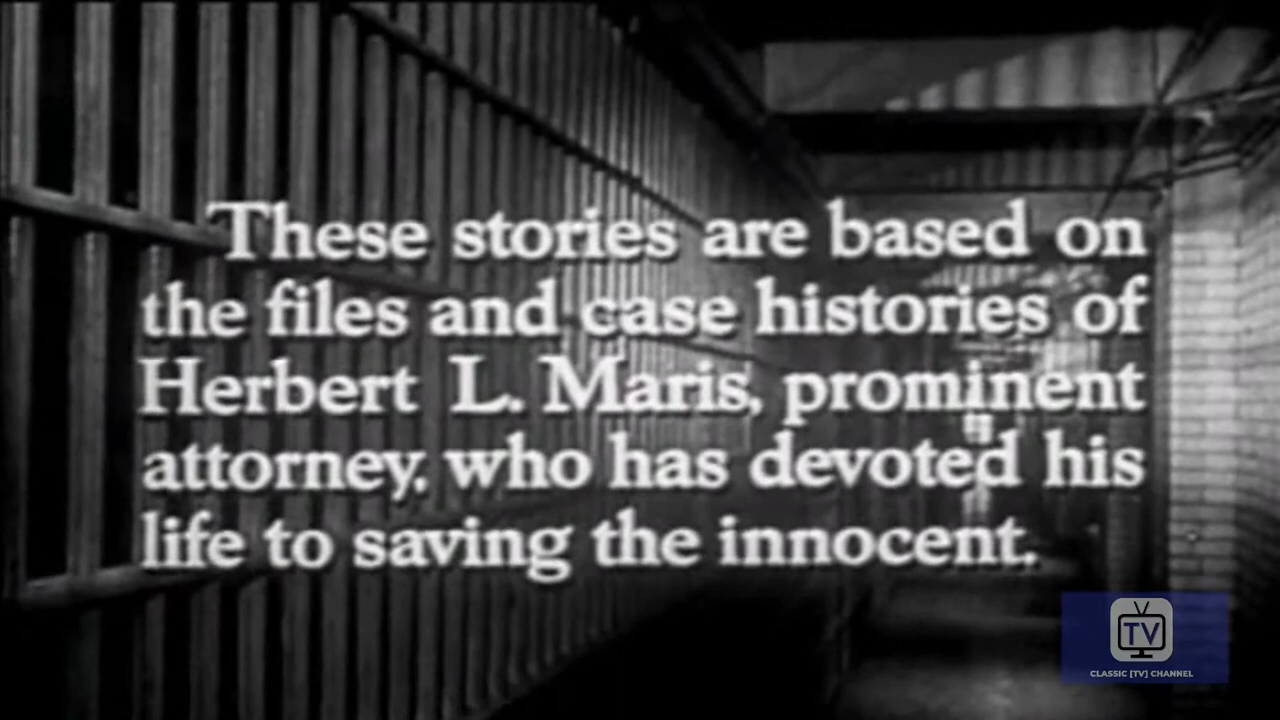 These stories are based on
the files and case histories of
Herbert L. Maris, prominent
attorney, who has devoted his
life to saving the innocent.
TV
CLASSIC [TV] CHANNEL